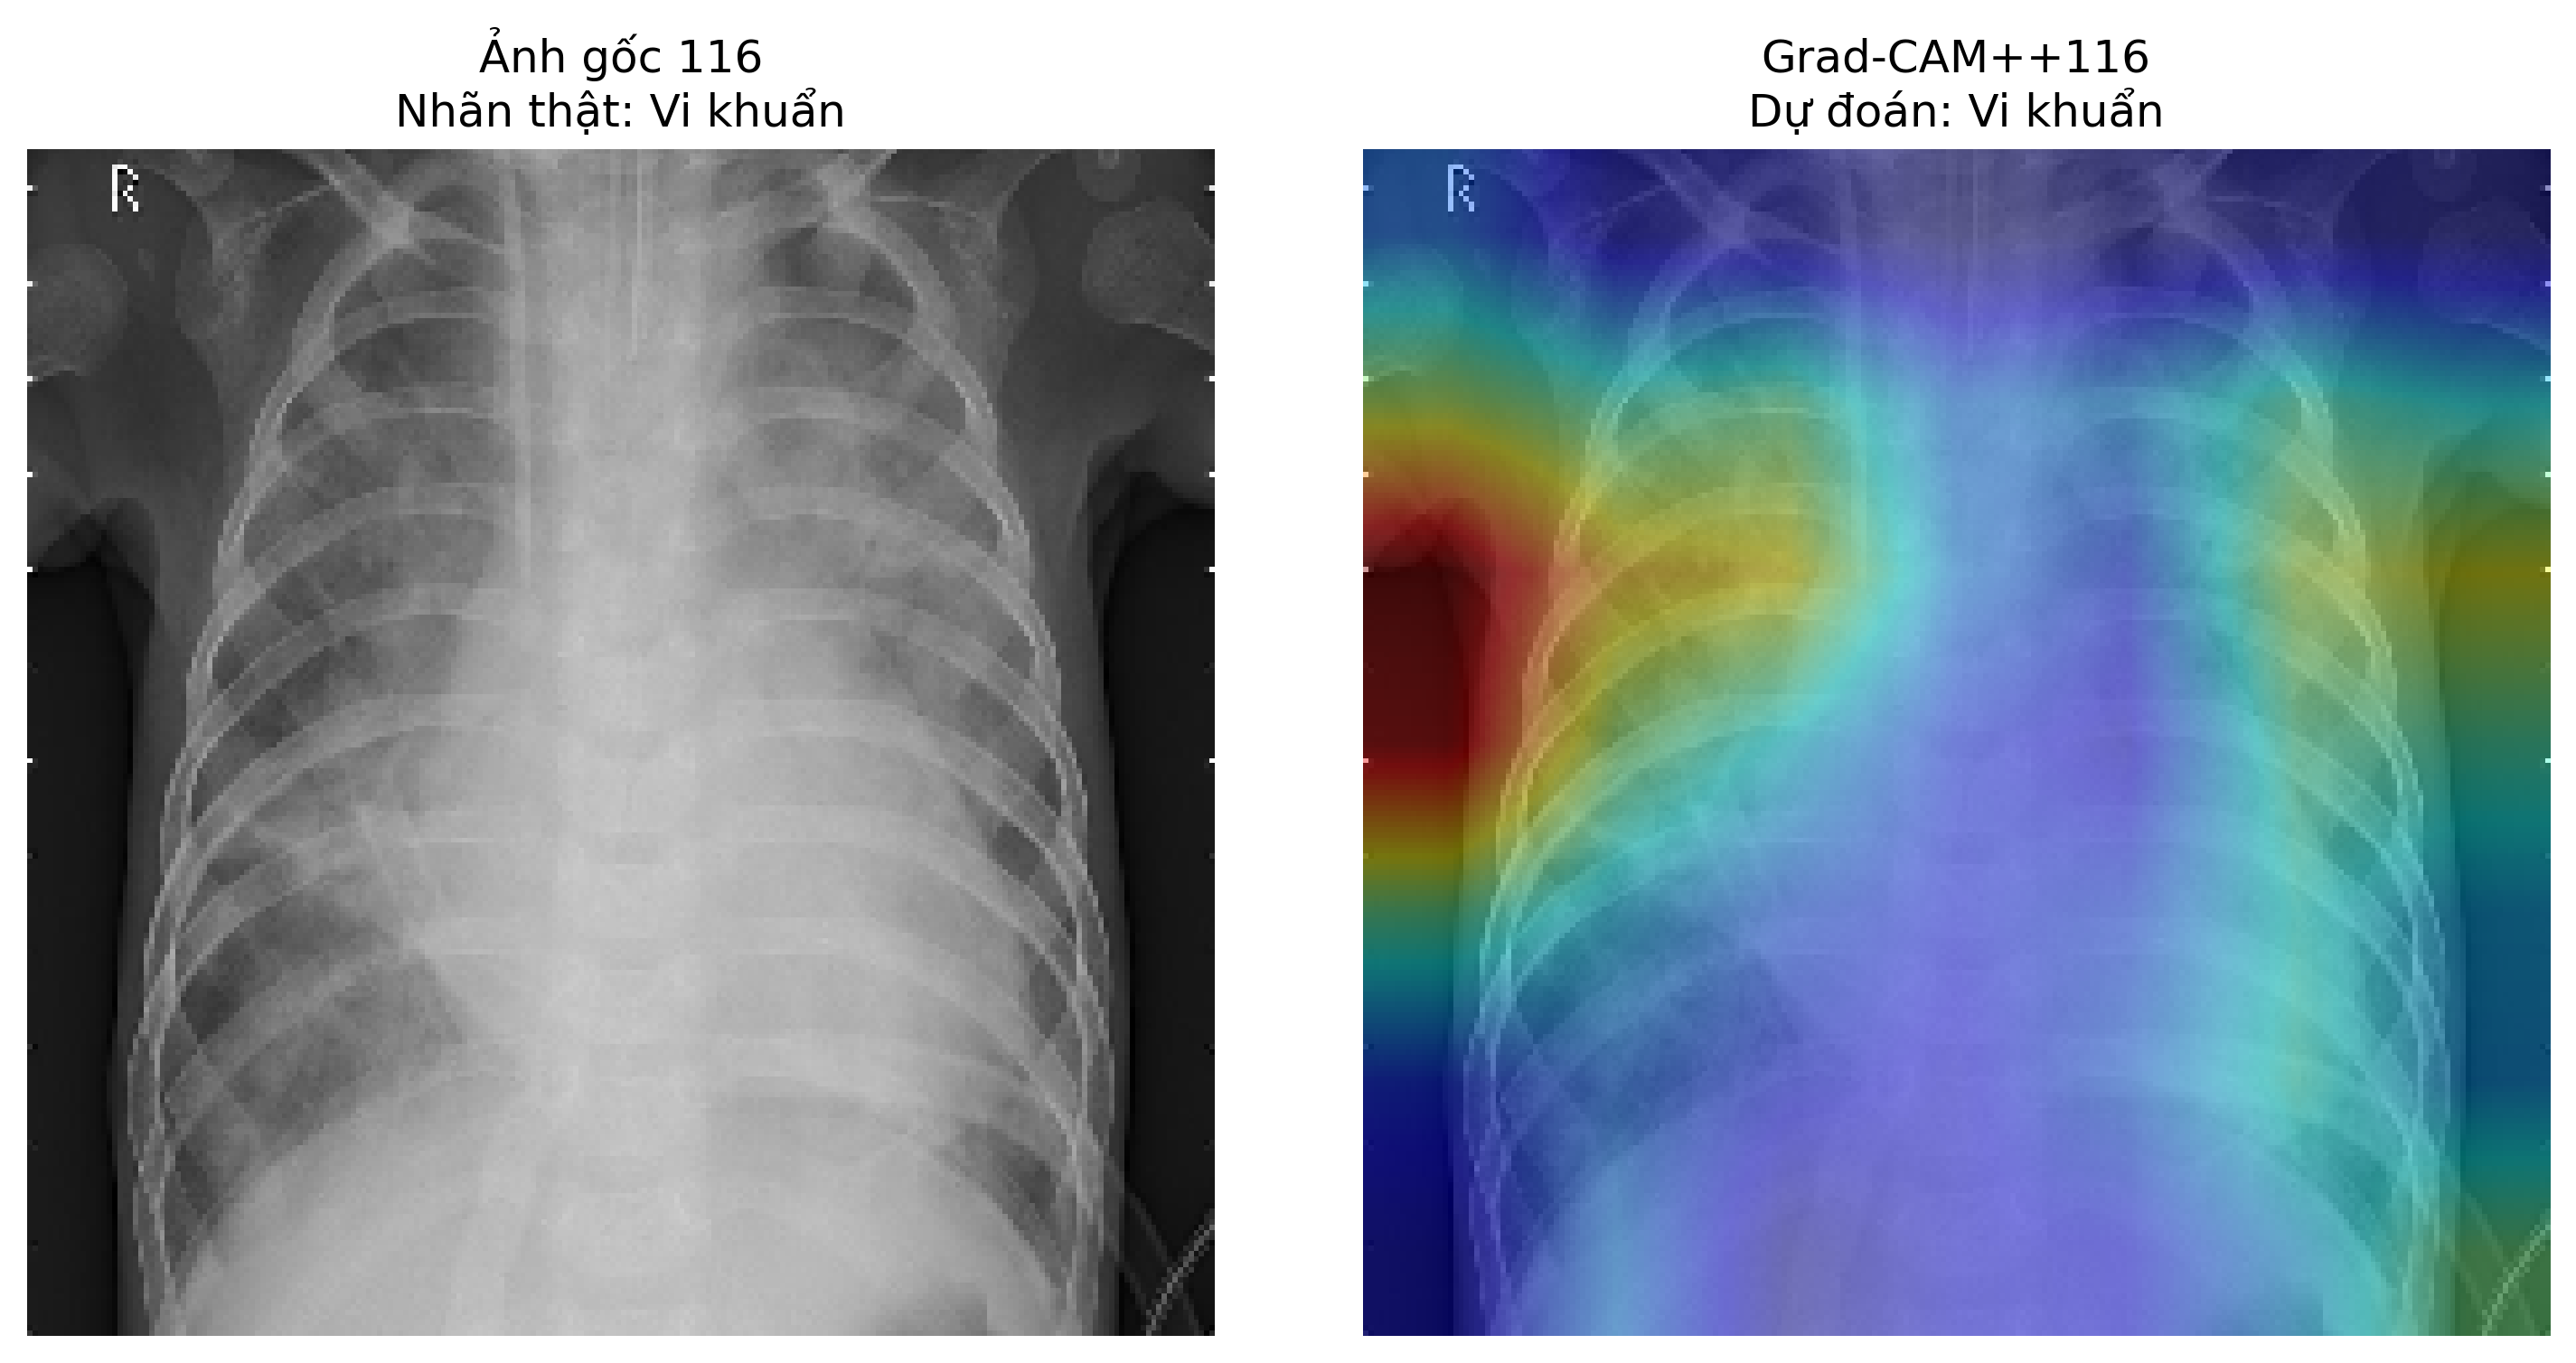 Ảnh gốc 116
Nhãn thật: Vi khuẩn
R
Grad-CAM++116
Dự đoán: Vi khuẩn
R